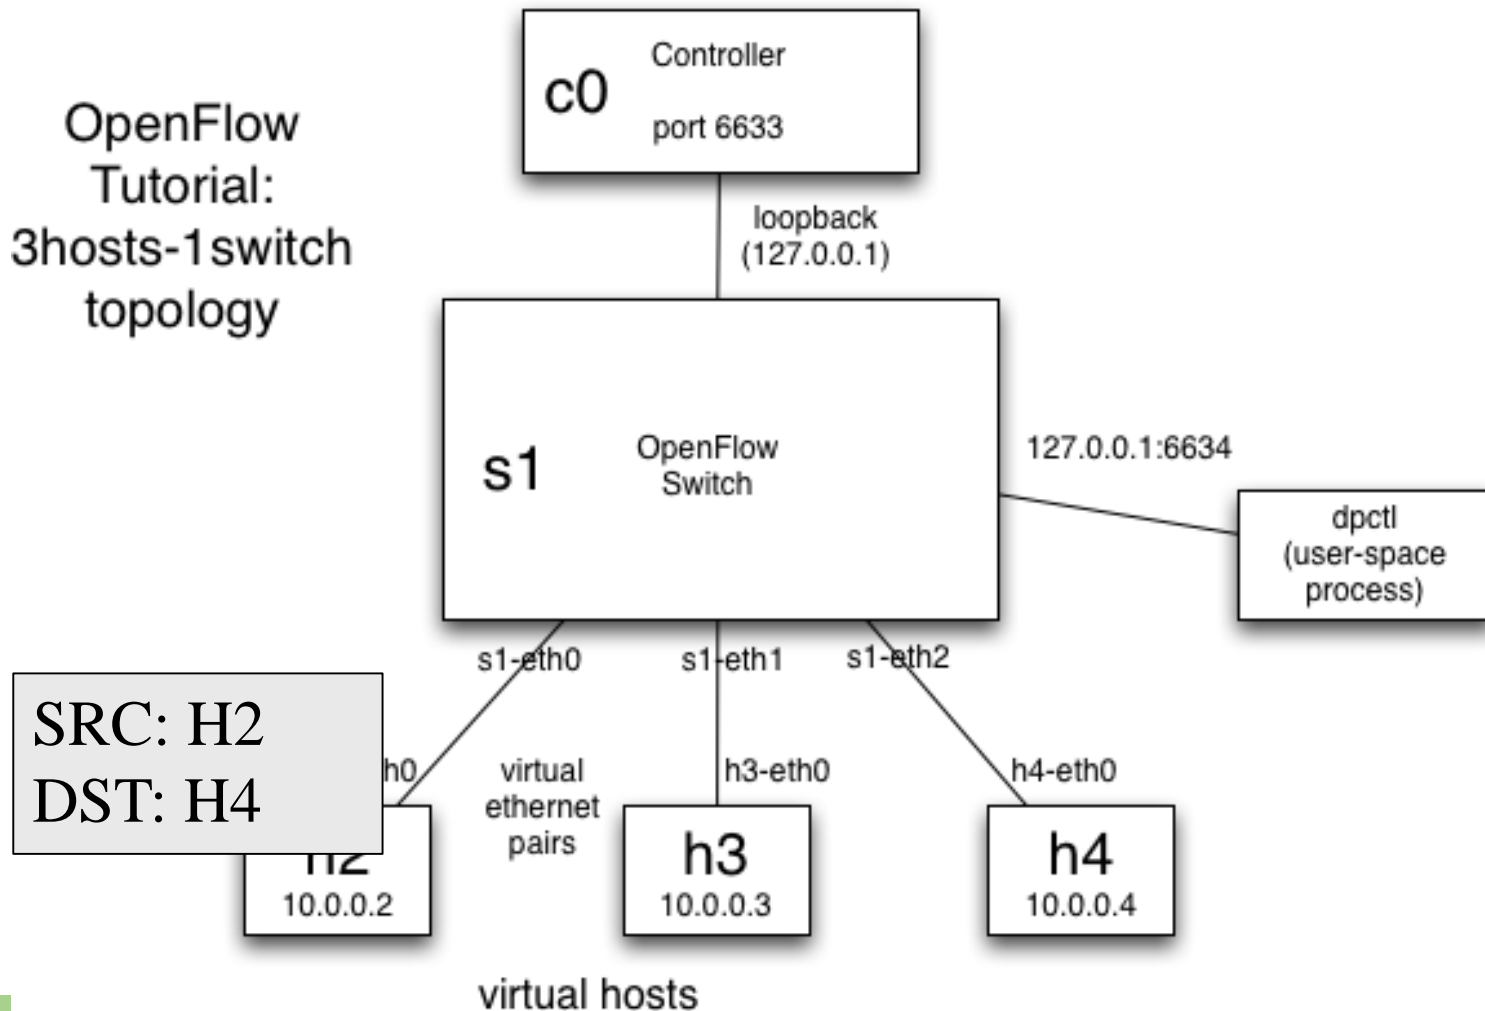 OpenFlow
Tutorial:
3hosts-1switch
topology
c0
Controller
port 6633
loopback
(127.0.0.1)
s1
OpenFlow
Switch
127.0.0.1:6634
dpctl
(user-space
process)
s1-eth0
s1-eth1
s1-eth2
SRC: H2
DST: H4
h0
virtual
ethernet
pairs
h3-eth0
h4-eth0
h2
10.0.0.2
h3
10.0.0.3
h4
10.0.0.4
virtual hosts